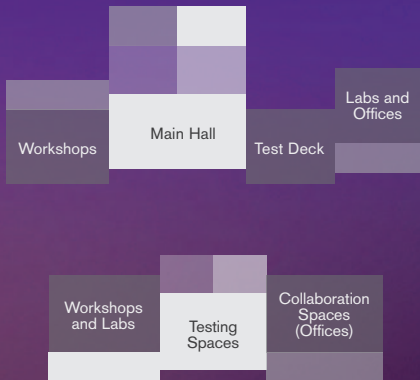 Workshops
Main Hall
Test Deck
Labs and
Offices
Workshops
and Labs
Testing
Spaces
Collaboration
Spaces
(Offices)